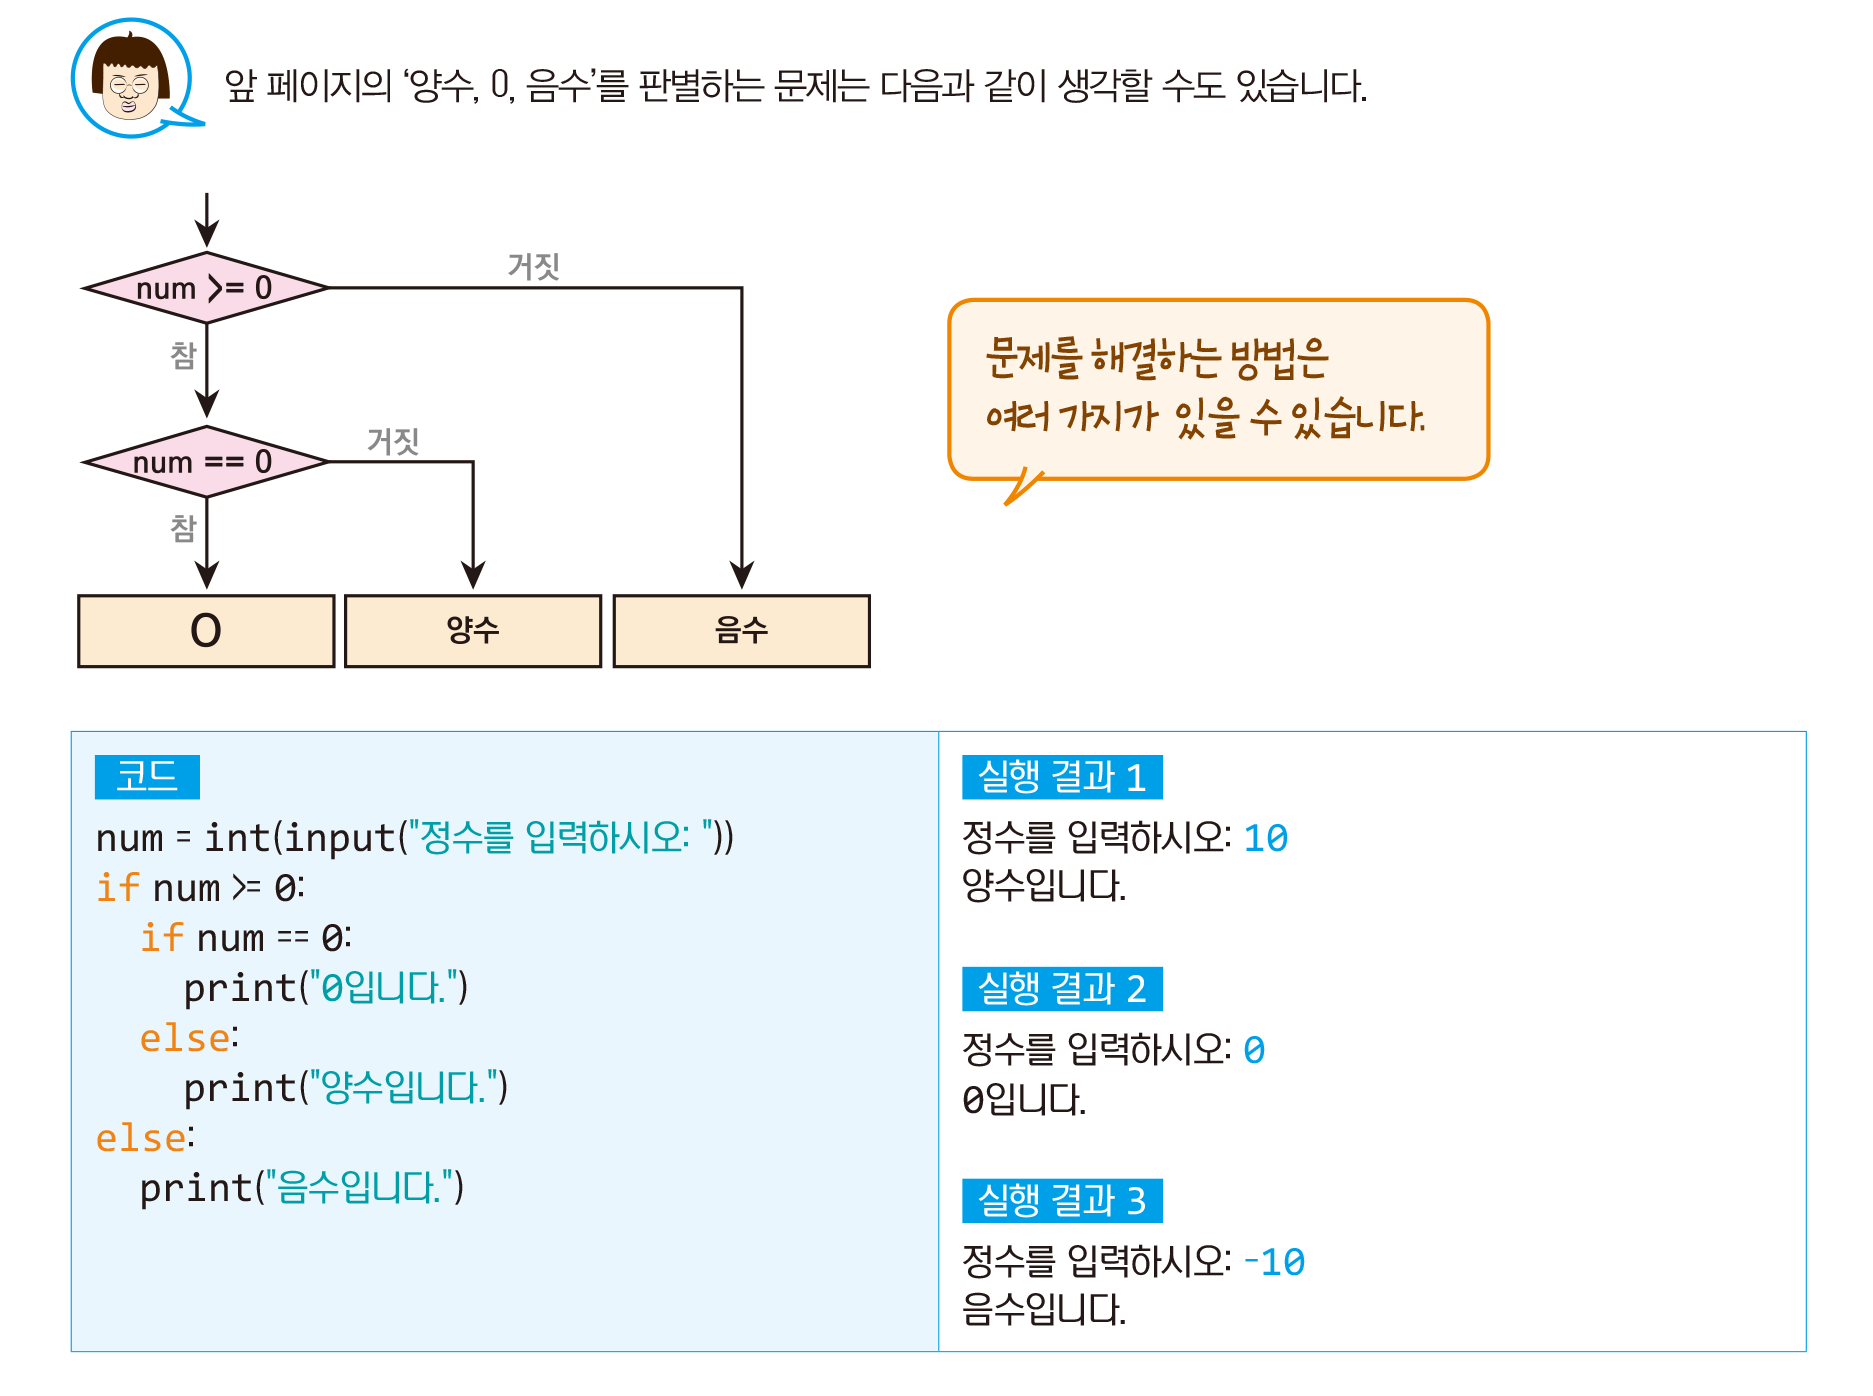 앞 페이지의 ‘양수, 0, 음수’를 판별하는 문제는 다음과 같이 생각할 수도 있습니다.
num >= 0
거짓
참
num == 0
거짓
참
0
양수
음수
문제를 해결하는 방법은
여러 가지가 있을 수 있습니다.
코드
num = int(input("정수를 입력하시오: "))
if num >= 0:
  if num == 0:
    print("0입니다.")
  else:
    print("양수입니다.")
else:
  print("음수입니다.")
실행 결과 1
정수를 입력하시오: 10
양수입니다.
실행 결과 2
정수를 입력하시오: 0
0입니다.
실행 결과 3
정수를 입력하시오: -10
음수입니다.